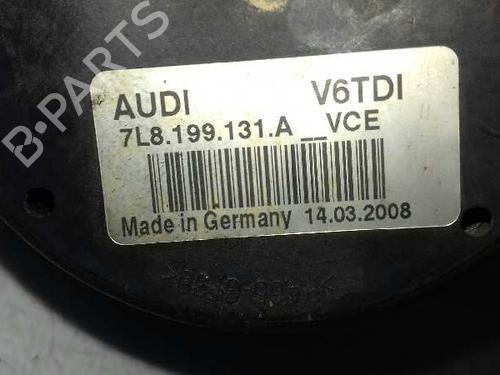 B-PARTS
AUDI V6TDI
7L8.199.131.A __VCE
Made in Germany 14.03.2008